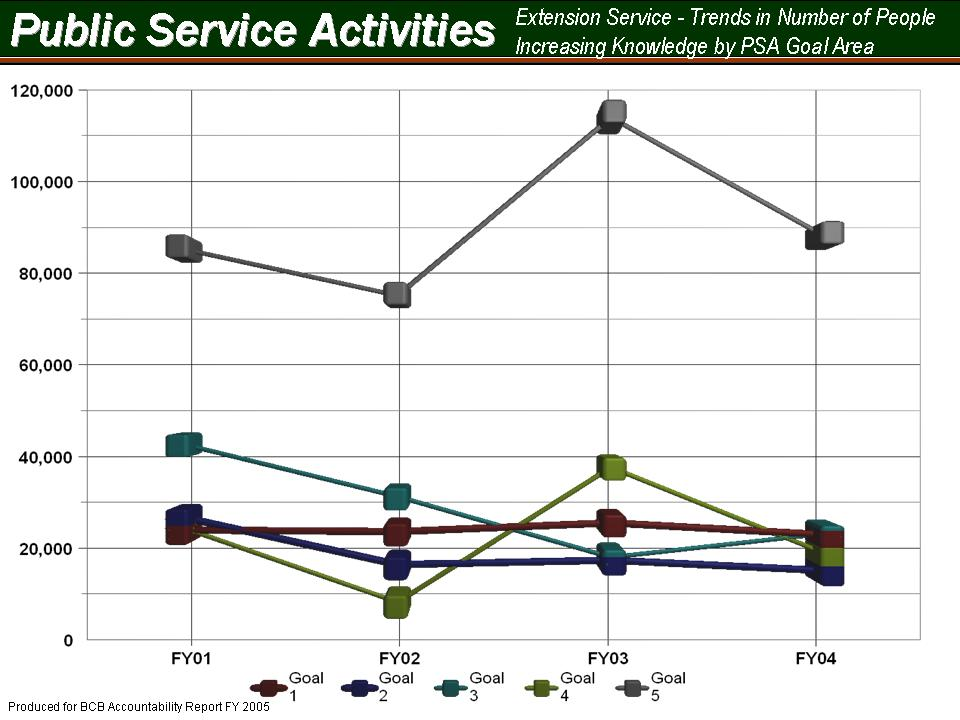 Public Service Activities
Extension Service - Trends in Number of People
Increasing Knowledge by PSA Goal Area
120,000
100,000
80,000
60,000
40,000
20,000
0
FY01 FY02 FY03 FY04
Goal 1
Goal 2
Goal 3
Goal 4
Goal 5
Produced for BCB Accountability Report FY 2005